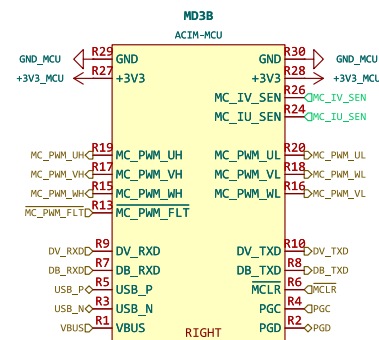 MD3B
ACIM-MCU
GND_MCU R29 GND GND R30 GND_MCU
+3V3_MCU R27 +3V3 +3V3 R28 +3V3_MCU
MC_IV_SEN R26 MC_IV_SEN
MC_IU_SEN R24 MC_IU_SEN
MC_PWM_UH R19 MC_PWM_UH MC_PWM_UL R20 MC_PWM_UL
MC_PWM_VH R17 MC_PWM_VH MC_PWM_VL R18 MC_PWM_WL
MC_PWM_WH R15 MC_PWM_WH MC_PWM_WL R16 MC_PWM_VL
MC_PWM_FLT R13 MC_PWM_FLT
DV_RXD R9 DV_RXD DV_TXD R10 DV_TXD
DB_RXD R7 DB_RXD DB_TXD R8 DB_TXD
USB_P R5 USB_P MCLR R6 MCLR
USB_N R3 USB_N PGC R4 PGC
VBUS R1 VBUS PGD R2 PGD
RIGHT